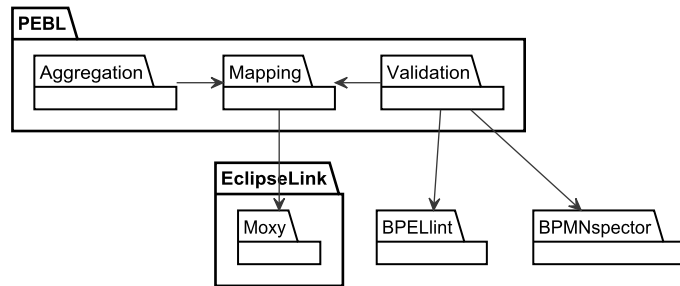 PEBL
Aggregation
Mapping
Validation
EclipseLink
Moxy
BPELlint
BPMNspector